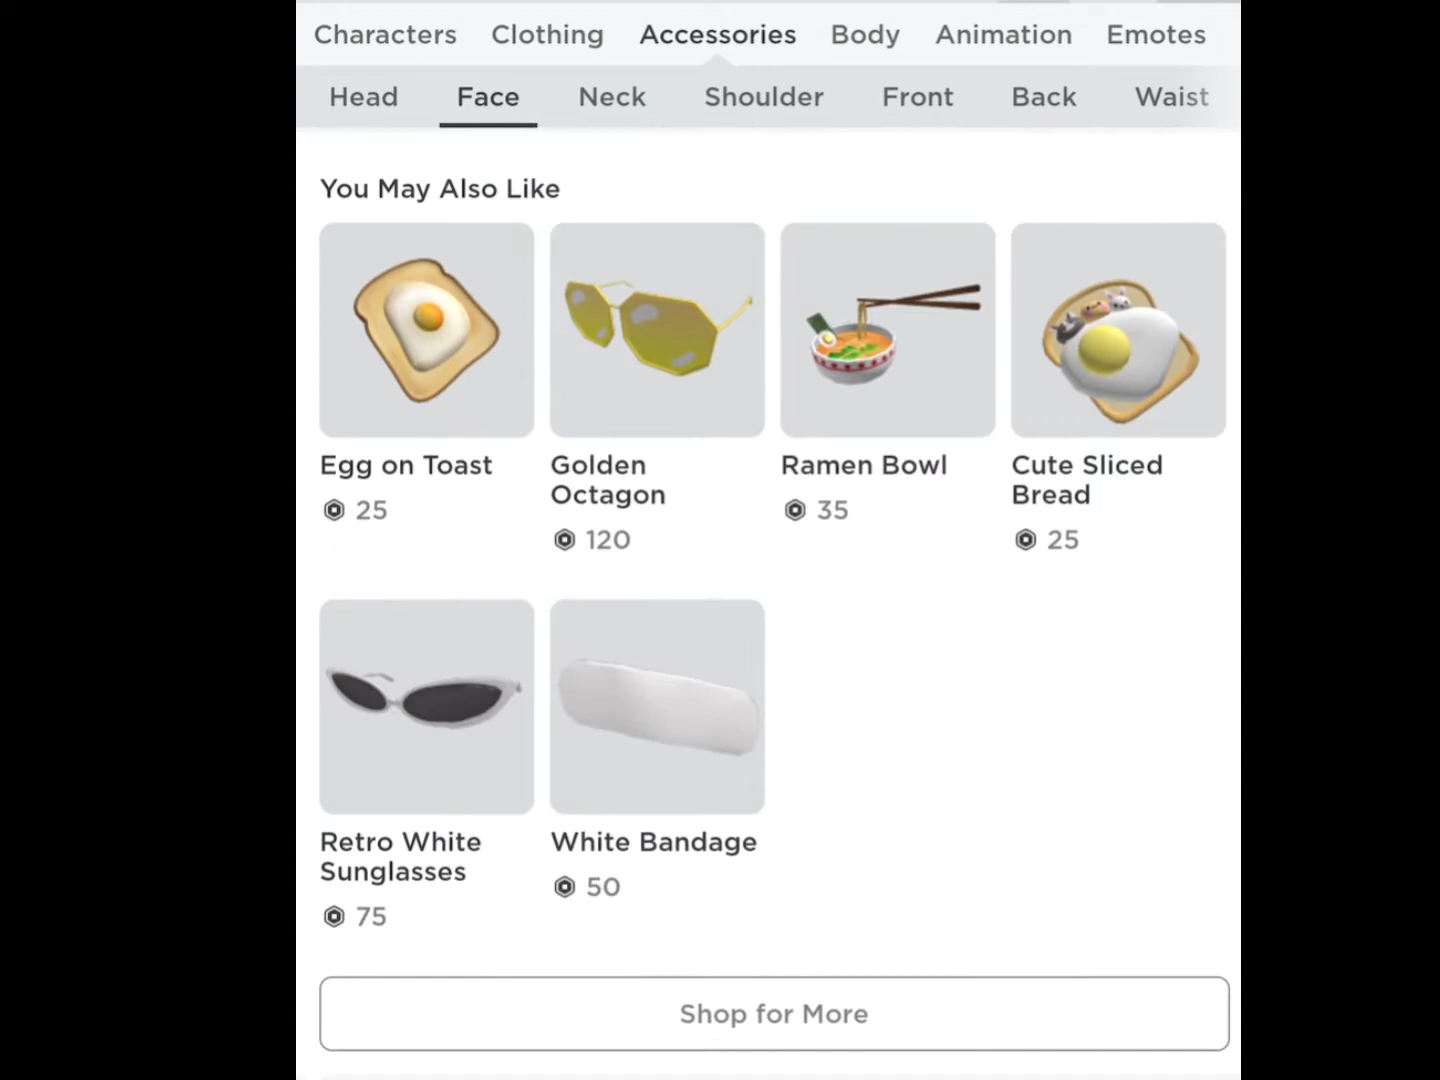 Characters Clothing Accessories Body Animation Emotes
Head Face Neck Shoulder Front Back Waist
You May Also Like
Egg on Toast
25
Golden
Octagon
120
Ramen Bowl
35
Cute Sliced
Bread
25
Retro White
Sunglasses
75
White Bandage
50
Shop for More